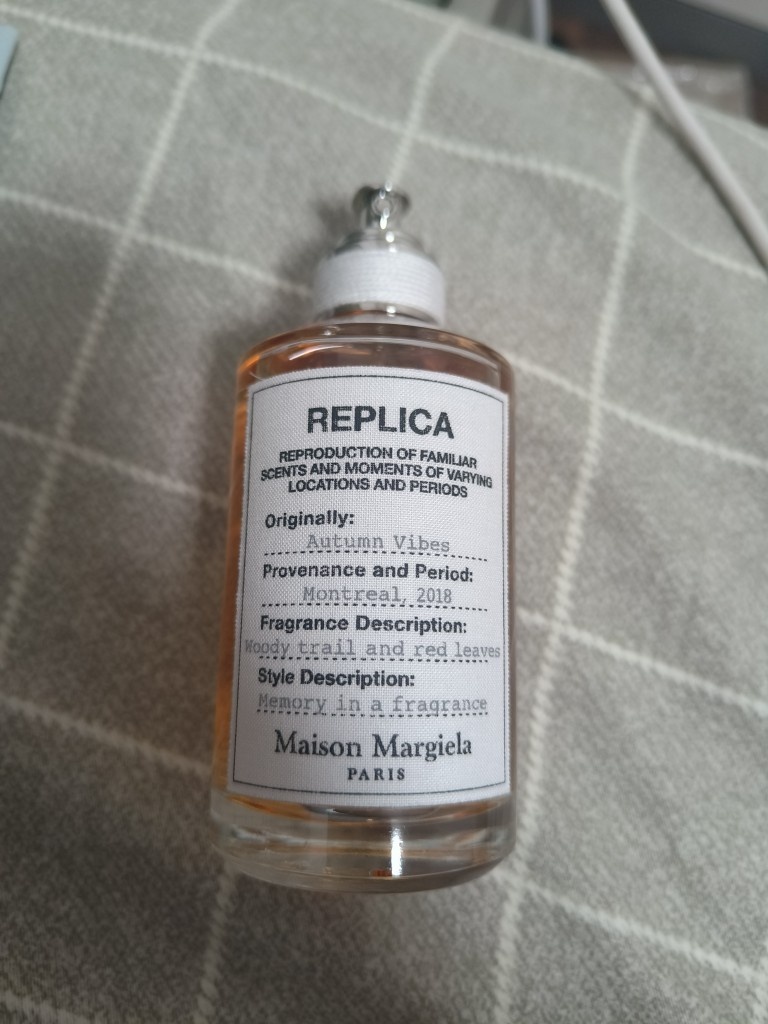 REPLICA
REPRODUCTION OF FAMILIAR
SCENTS AND MOMENTS OF VARYING
LOCATIONS AND PERIODS
Originally:
Autumn Vibes
Provenance and Period:
Montreal, 2018
Fragrance Description:
Woody trail and red leaves
Style Description:
Memory in a fragrance
Maison Margiela
PARIS